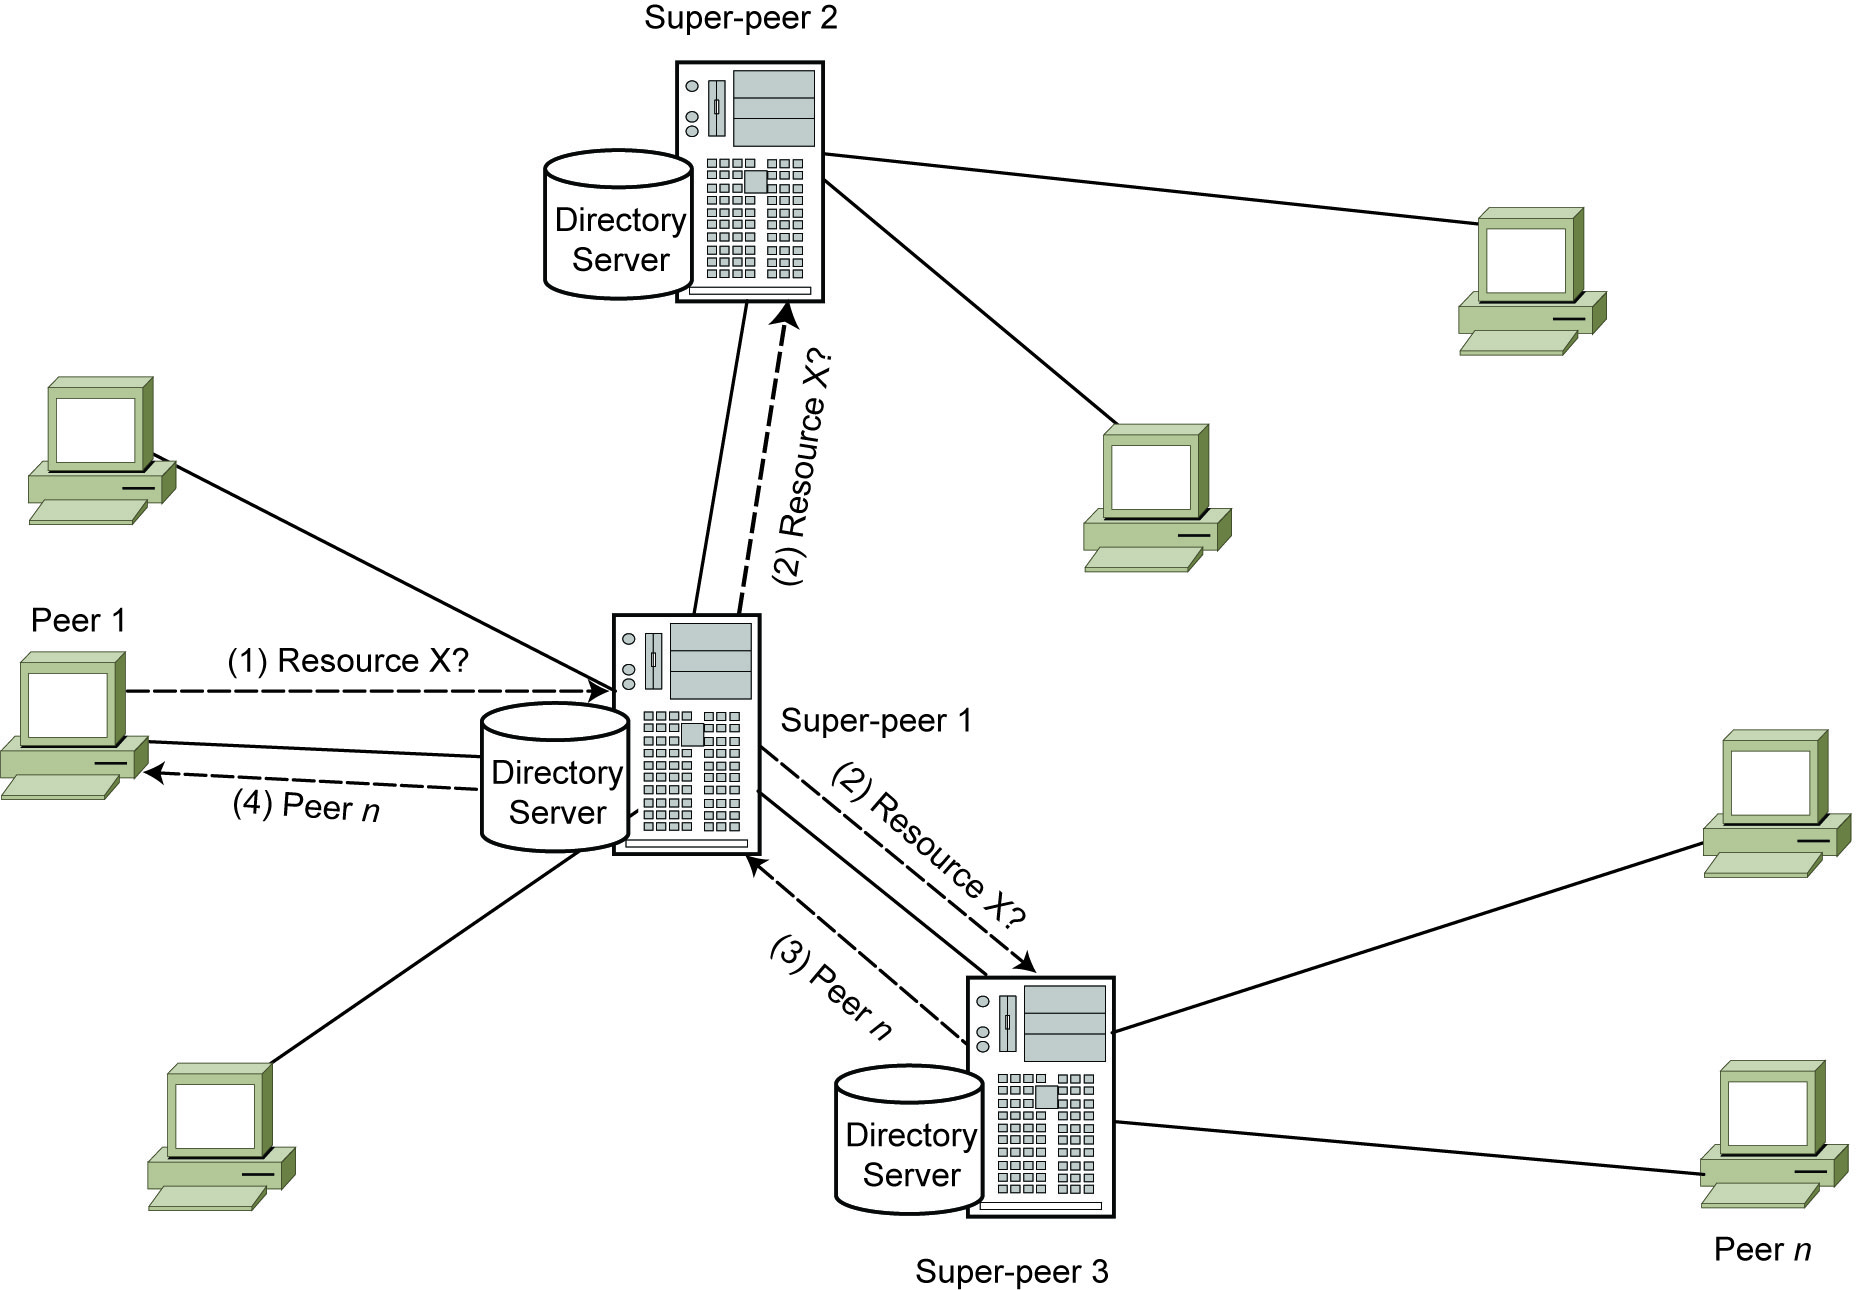 Super-peer 2
Directory
Server
(2) Resource X?
Peer 1
(1) Resource X?
Super-peer 1
Directory
Server
(4) Peer n
(2) Resource X?
(3) Peer n
Directory
Server
Peer n
Super-peer 3